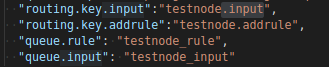 "routing.key.input":"testnode.input",
"routing.key.addrule":"testnode.addrule",
"queue.rule": "testnode_rule",
"queue.input": "testnode_input"